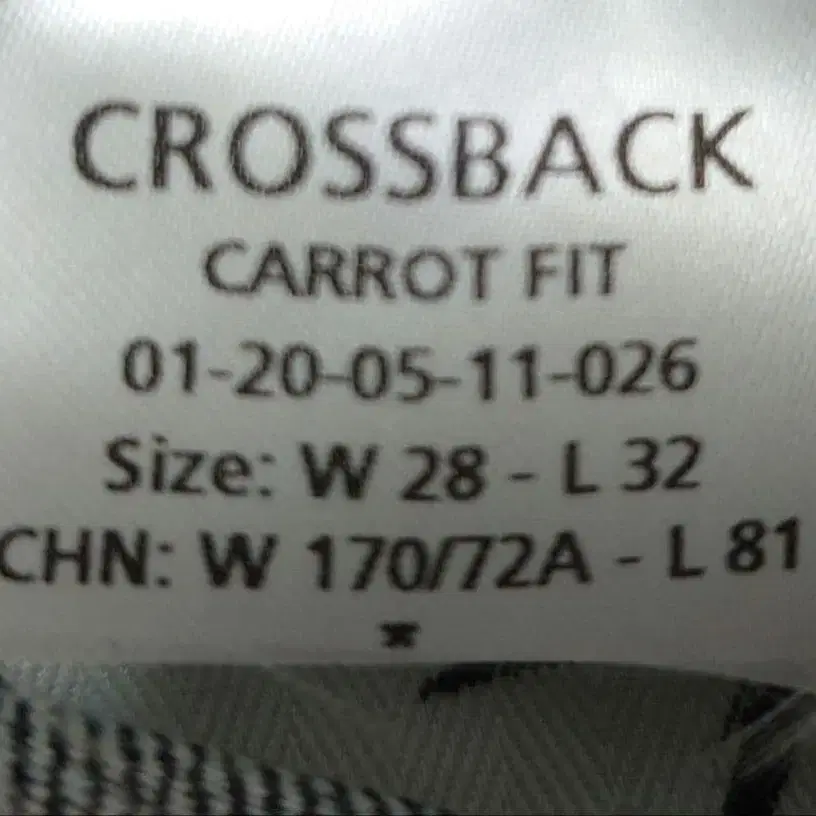 CROSSBACK
CARROT FIT
01-20-05-11-026
Size: W 28 - L 32
CHN: W 170/72A - L 81